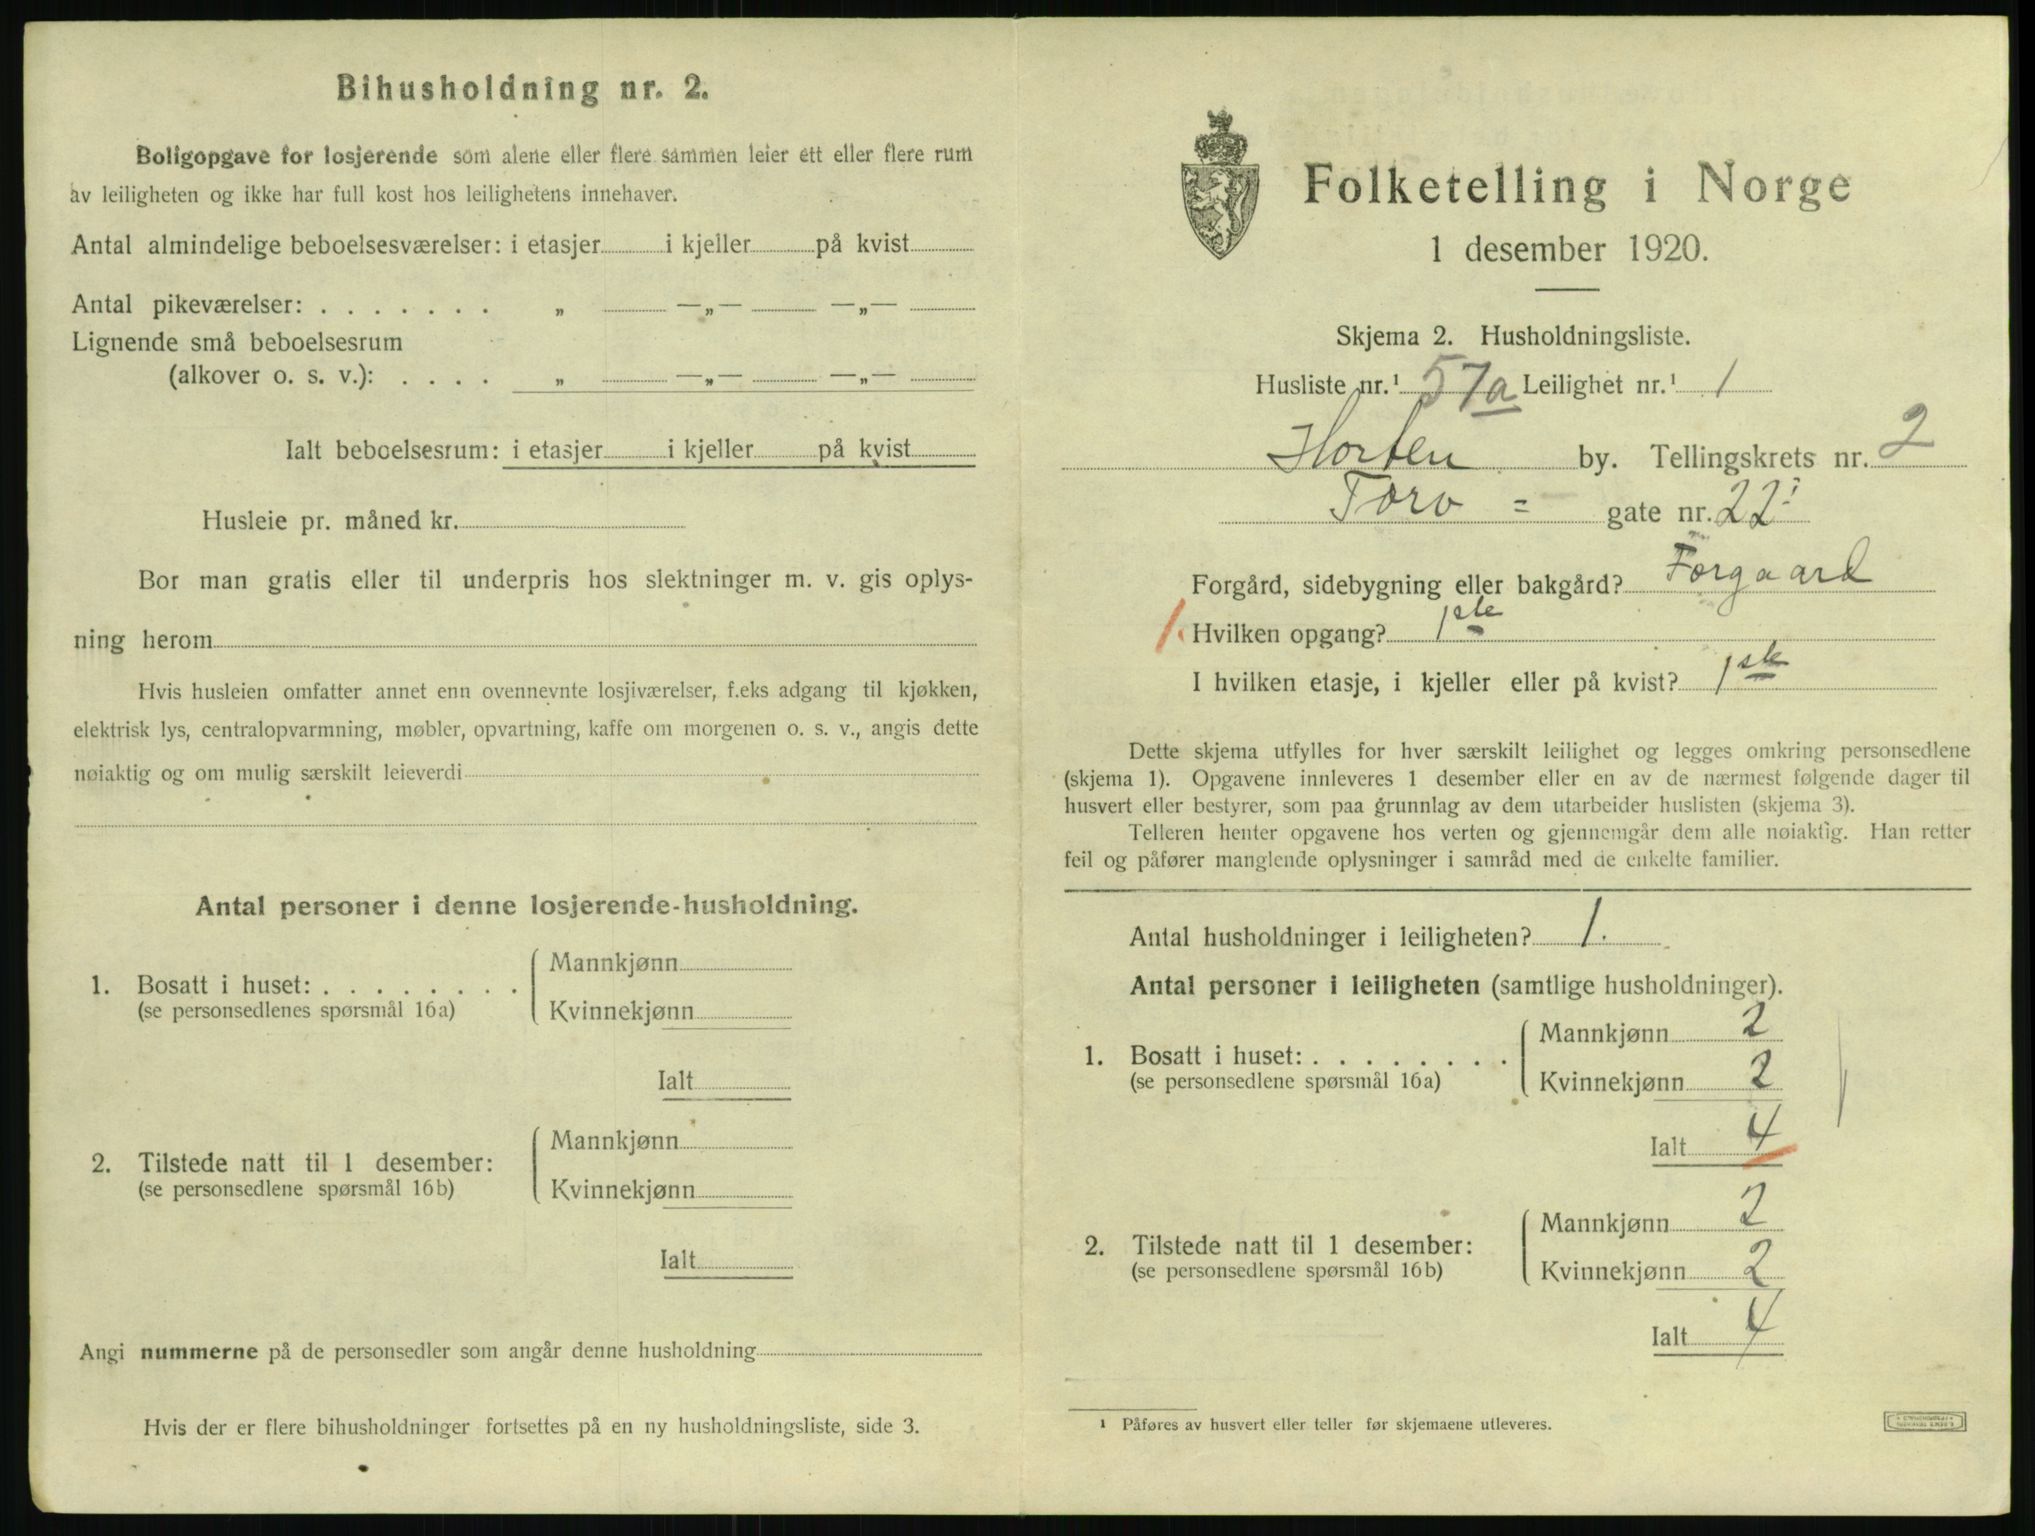 Bihusholdning nr. 2.
Boligopgave for losjerende som alene eller flere sammen leier ett eller flere rum
av leiligheten og ikke har full kost hos leilighetens innehaver.
Antal almindelige beboelsesværelser: i etasjer i kjeller på kvist
Antal pikeværelser: . . . . . . . „ —„— —„—
Lignende små beboelsesrum
(alkover o. s. v.): . . . . „ —„— —„—
Ialt beboelsesrum: i etasjer i kjeller på kvist
Husleie pr. måned kr.
Bor man gratis eller til underpris hos slektninger m. v. gis oplys-
ning herom
Hvis husleien omfatter annet enn ovennevnte losjiværelser, f.eks adgang til kjøkken,
elektrisk lys, centralopvarmning, møbler, opvartning, kaffe om morgenen o. s. v., angis dette
nøiaktig og om mulig særskilt leieverdi
Antal personer i denne losjerende-husholdning.
1. Bosatt i huset: . . . . . . . .
(se personsedlenes spørsmål 16a)
Mannkjønn
Kvinnekjønn
Ialt
2. Tilstede natt til 1 desember:
(se personsedlene spørsmål 16b)
Mannkjønn
Kvinnekjønn
Ialt
Angi nummerne på de personsedler som angår denne husholdning
Hvis der er flere bihusholdninger fortsettes på en ny husholdningsliste, side 3.
Folketelling i Norge
1 desember 1920.
Skjema 2. Husholdningsliste.
Husliste nr.¹ 57a Leilighet nr.¹ 1
Horten by. Tellingskrets nr. 2
Torv = gate nr. 22
Forgård, sidebygning eller bakgård? Forgaard
1. Hvilken opgang? 1ste
I hvilken etasje, i kjeller eller på kvist? 1ste
Dette skjema utfylles for hver særskilt leilighet og legges omkring personsedlene
(skjema 1). Opgavene innleveres 1 desember eller en av de nærmest følgende dager til
husvert eller bestyrer, som paa grunnlag av dem utarbeider huslisten (skjema 3).
Telleren henter opgavene hos verten og gjennemgår dem alle nøiaktig. Han retter
feil og påfører manglende oplysninger i samråd med de enkelte familier.
Antal husholdninger i leiligheten? 1.
Antal personer i leiligheten (samtlige husholdninger).
1. Bosatt i huset: . . . . . . . .
(se personsedlene spørsmål 16a)
Mannkjønn 2
Kvinnekjønn 2
Ialt 4
2. Tilstede natt til 1 desember:
(se personsedlene spørsmål 16b)
Mannkjønn 2
Kvinnekjønn 2
Ialt 4
¹ Påføres av husvert eller teller før skjemaene utleveres.